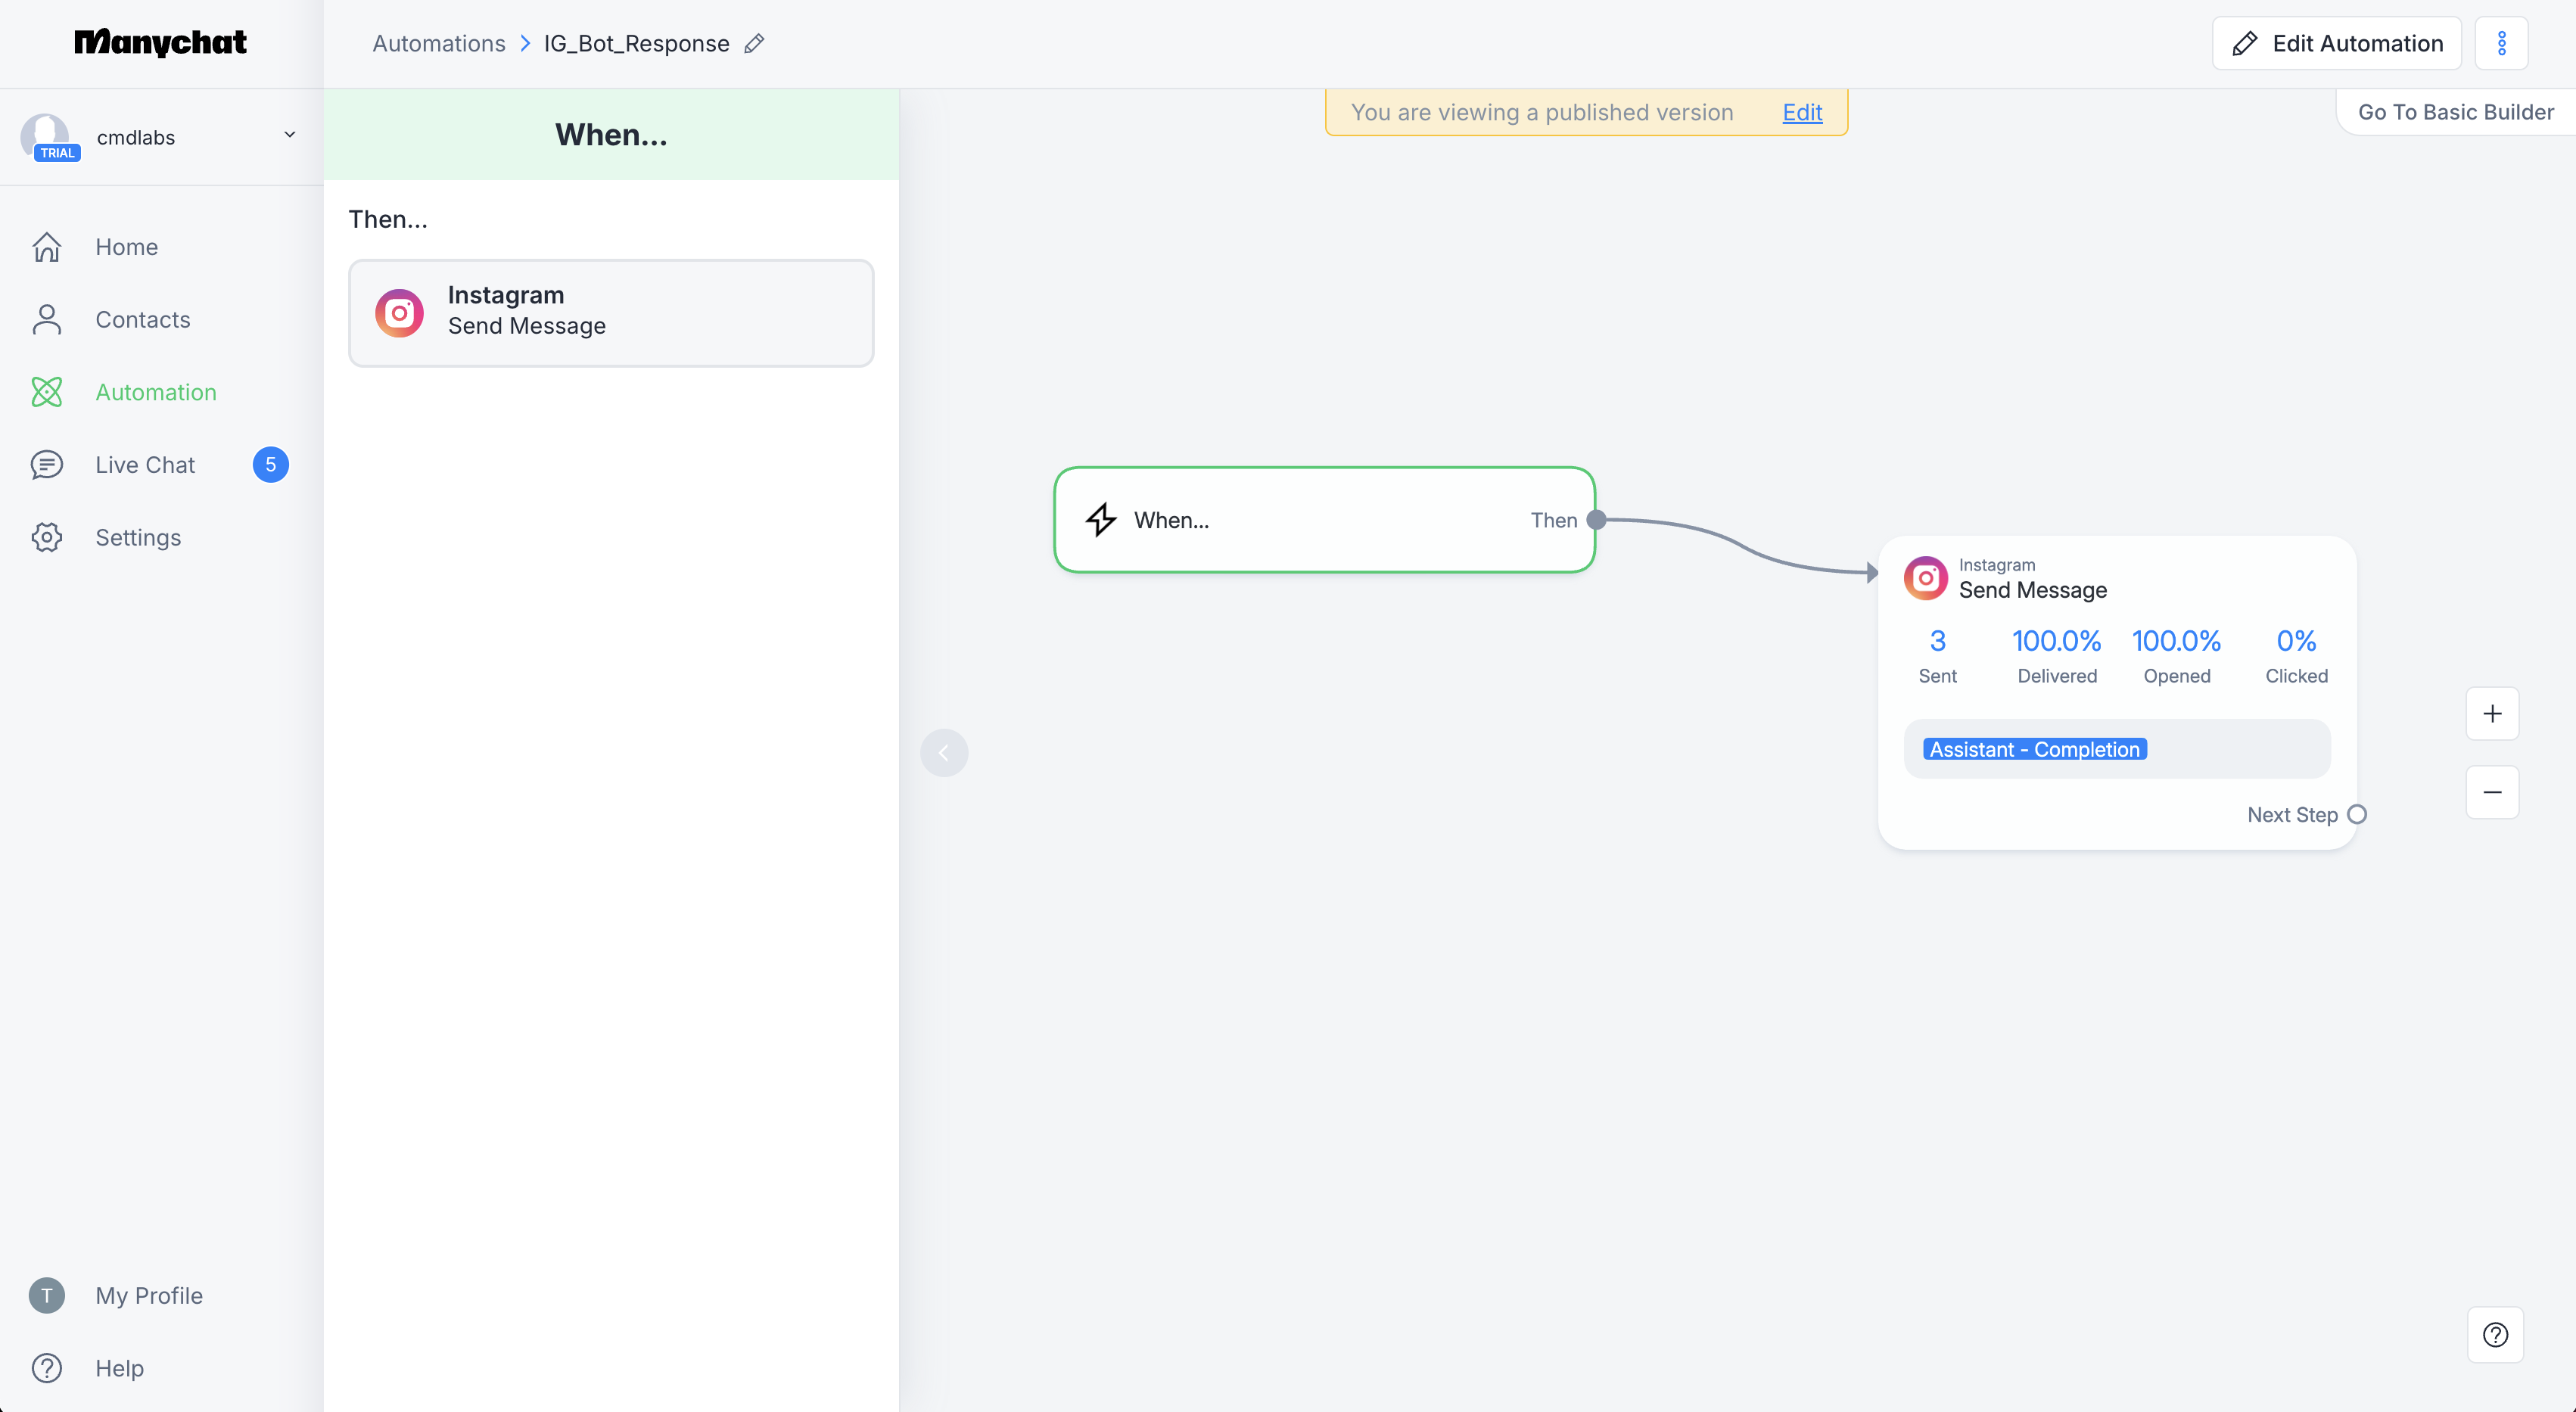 Manychat
Automations > IG_Bot_Response
Edit Automation
cmdlabs
TRIAL
Home
Contacts
Automation
Live Chat 5
Settings
T My Profile
Help
When...
Then...
Instagram
Send Message
You are viewing a published version Edit
Go To Basic Builder
When... Then
Instagram
Send Message
3 100.0% 100.0% 0%
Sent Delivered Opened Clicked
Assistant - Completion
Next Step